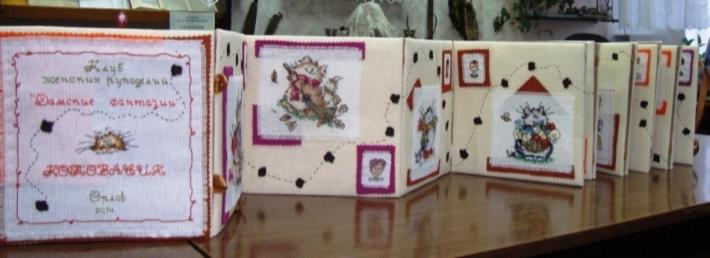 Клуб
женских рукоделий
"Дамские фантазии"
КОТОВАСИЯ
Орлов
2014